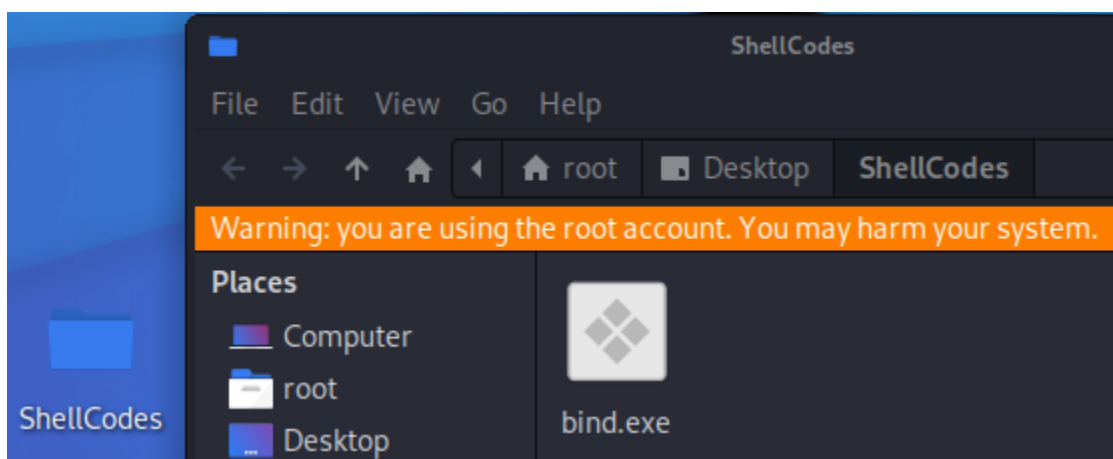 ShellCodes
File Edit View Go Help
root Desktop ShellCodes
Warning: you are using the root account. You may harm your system.
Places
Computer
root
Desktop
bind.exe
ShellCodes